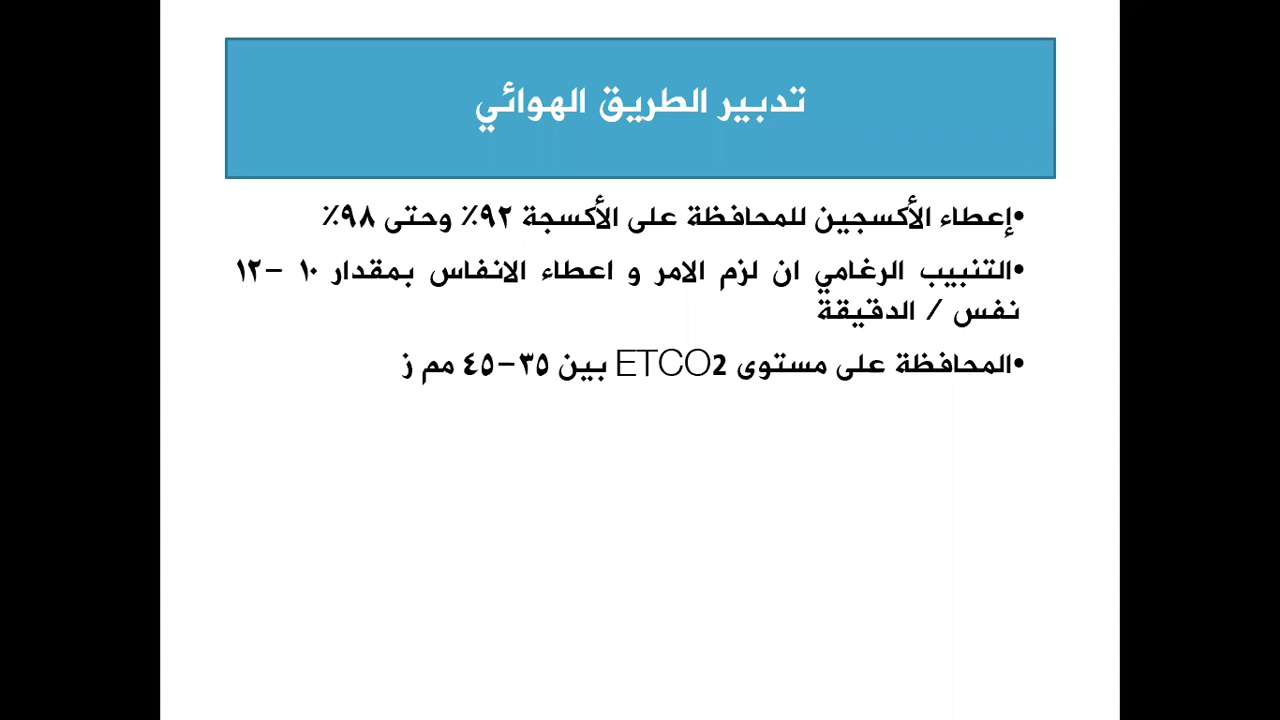 تدبير الطريق الهوائي
•إعطاء الأكسجين للمحافظة على الأكسجة ٩٢٪ وحتى ٩٨٪
•التنبيب الرغامي ان لزم الامر و اعطاء الانفاس بمقدار ١٠ –١٢
نفس / الدقيقة
•المحافظة على مستوى ETCO2 بين ٣٥–٤٥ مم ز